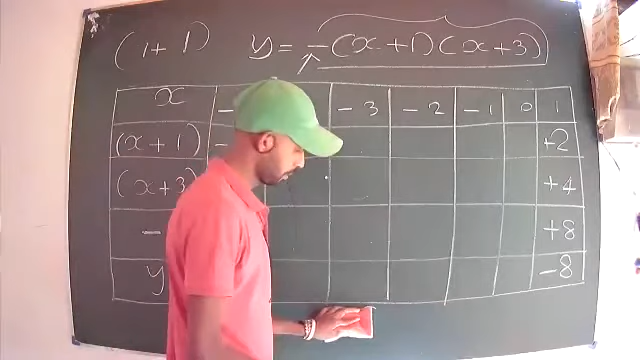 (1+1) y = -(x+1)(x+3)
x - -3 -2 -1 0 1
(x+1) - +2
(x+3) +4
- +8
y -8